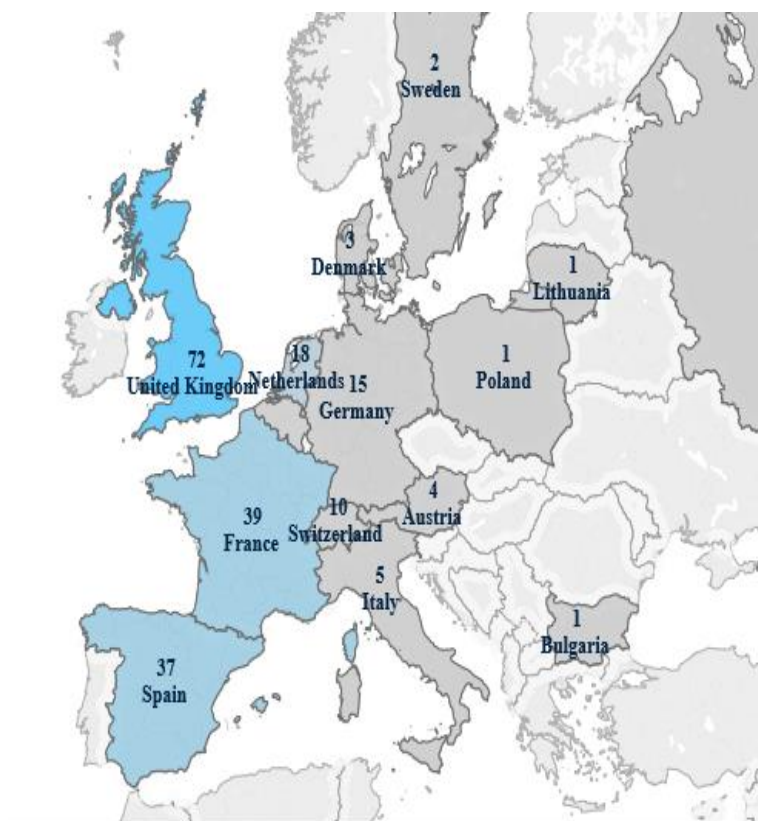 2
Sweden
3
Denmark
1
Lithuania
72
United Kingdom
18
Netherlands
15
Germany
1
Poland
39
France
10
Switzerland
4
Austria
5
Italy
1
Bulgaria
37
Spain